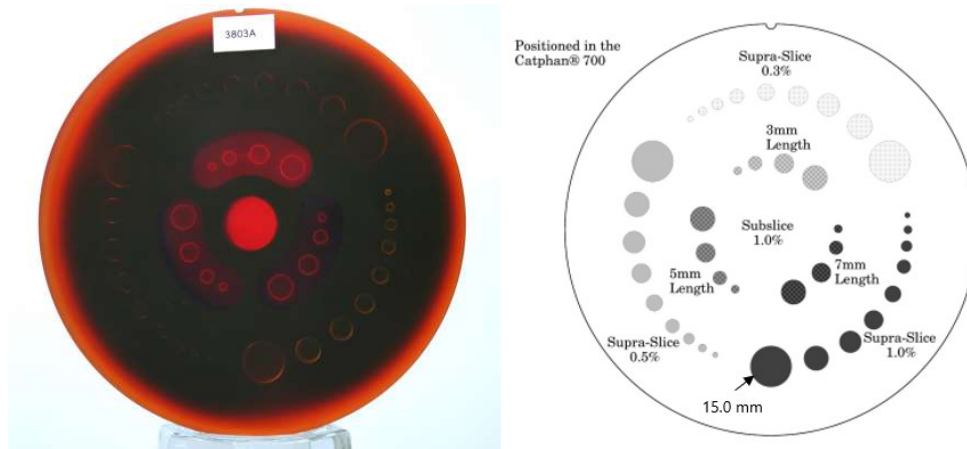 3803A
Positioned in the
Catphan® 700
Supra-Slice
0.3%
3mm
Length
Subslice
1.0%
5mm
Length
7mm
Length
Supra-Slice
0.5%
Supra-Slice
1.0%
15.0 mm